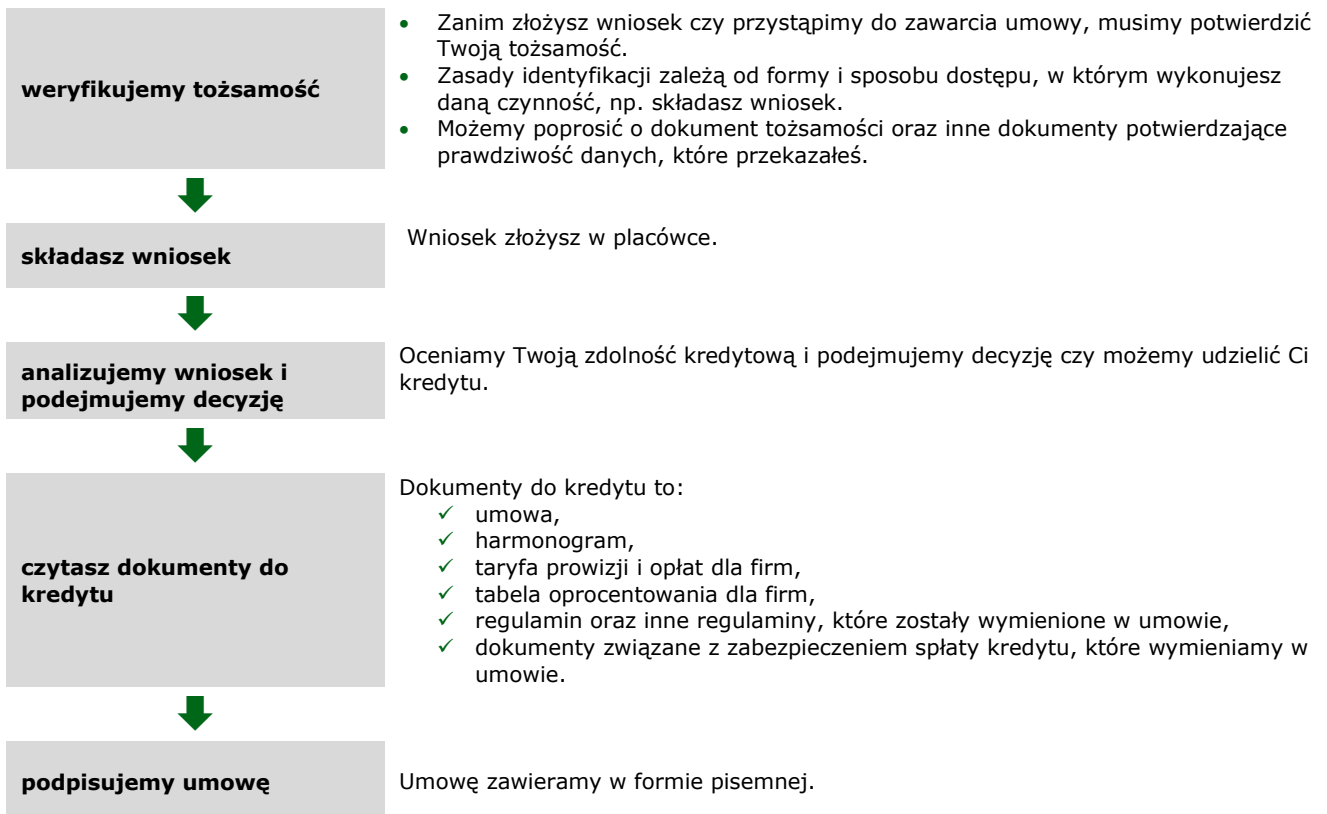 weryfikujemy tożsamość
• Zanim złożysz wniosek czy przystąpimy do zawarcia umowy, musimy potwierdzić
Twoją tożsamość.
• Zasady identyfikacji zależą od formy i sposobu dostępu, w którym wykonujesz
daną czynność, np. składasz wniosek.
• Możemy poprosić o dokument tożsamości oraz inne dokumenty potwierdzające
prawdziwość danych, które przekazałeś.
składasz wniosek
Wniosek złożysz w placówce.
analizujemy wniosek i
podejmujemy decyzję
Oceniamy Twoją zdolność kredytową i podejmujemy decyzję czy możemy udzielić Ci
kredytu.
czytasz dokumenty do
kredytu
Dokumenty do kredytu to:
✓ umowa,
✓ harmonogram,
✓ taryfa prowizji i opłat dla firm,
✓ tabela oprocentowania dla firm,
✓ regulamin oraz inne regulaminy, które zostały wymienione w umowie,
✓ dokumenty związane z zabezpieczeniem spłaty kredytu, które wymieniamy w
umowie.
podpisujemy umowę
Umowę zawieramy w formie pisemnej.